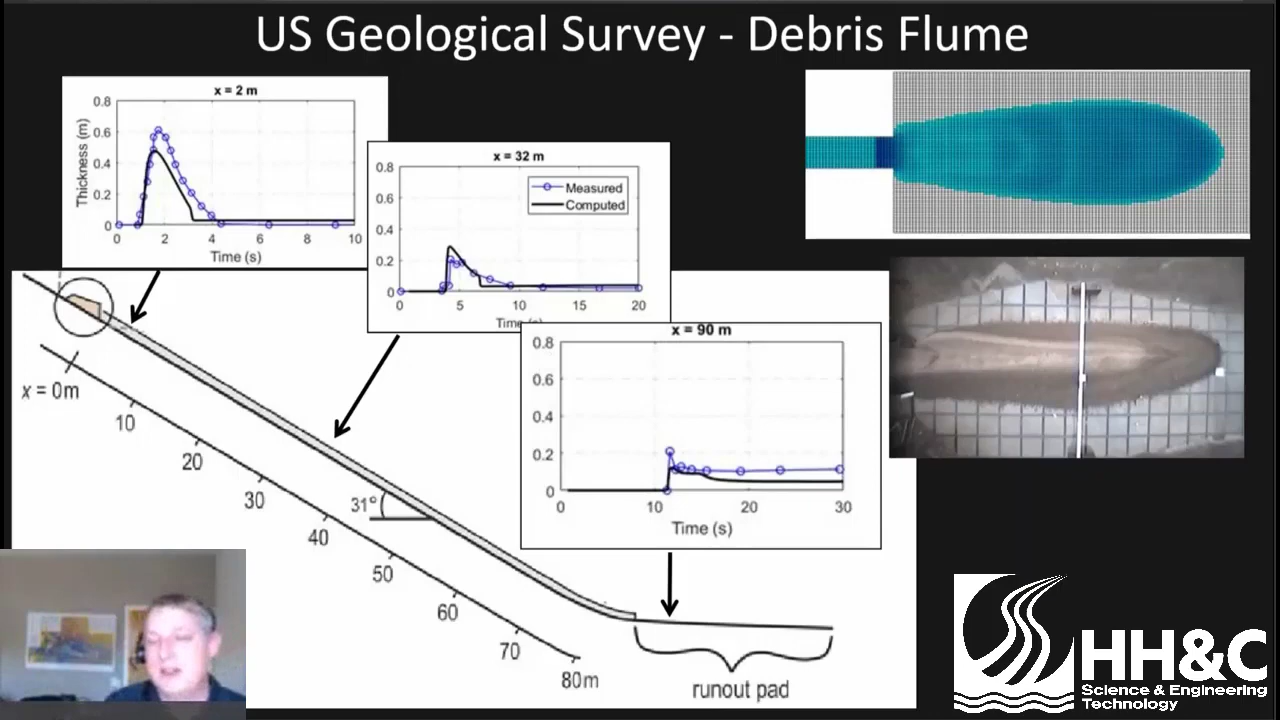 US Geological Survey - Debris Flume
x = 2 m
0.8
0.6
0.4
0.2
0
Thickness (m)
0 2 4 6 8 10
Time (s)
x = 32 m
0.8
0.6
0.4
0.2
0
Measured
Computed
0 5 10 15 20
Time (s)
x = 90 m
0.8
0.6
0.4
0.2
0
0 10 20 30
Time (s)
x = 0m
10
20
30
40
50
60
70
80m
31°
runout pad
HH&C
Science & Engineering
Technology